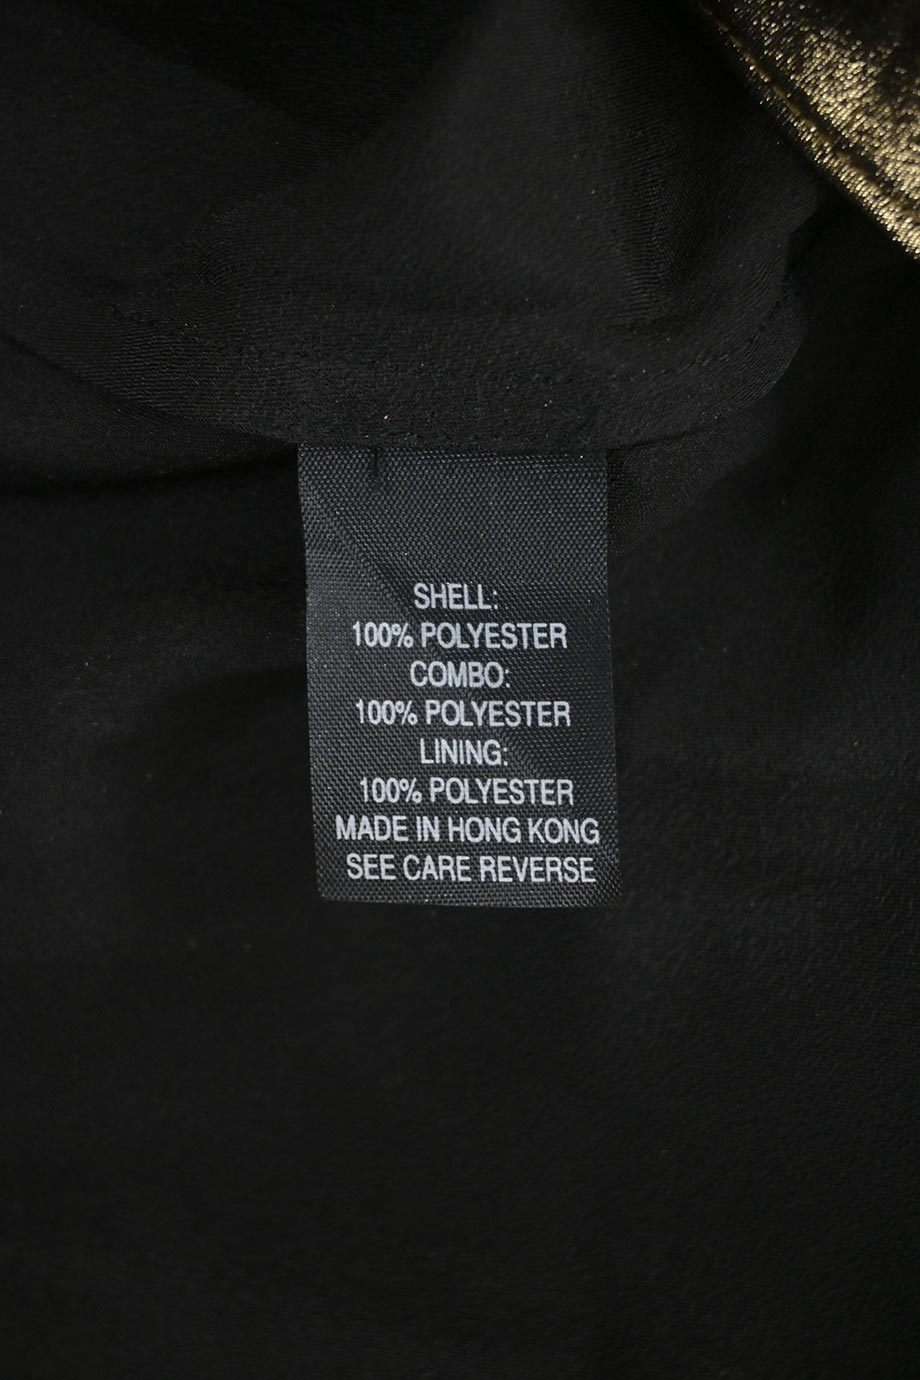 SHELL:
100% POLYESTER
COMBO:
100% POLYESTER
LINING:
100% POLYESTER
MADE IN HONG KONG
SEE CARE REVERSE